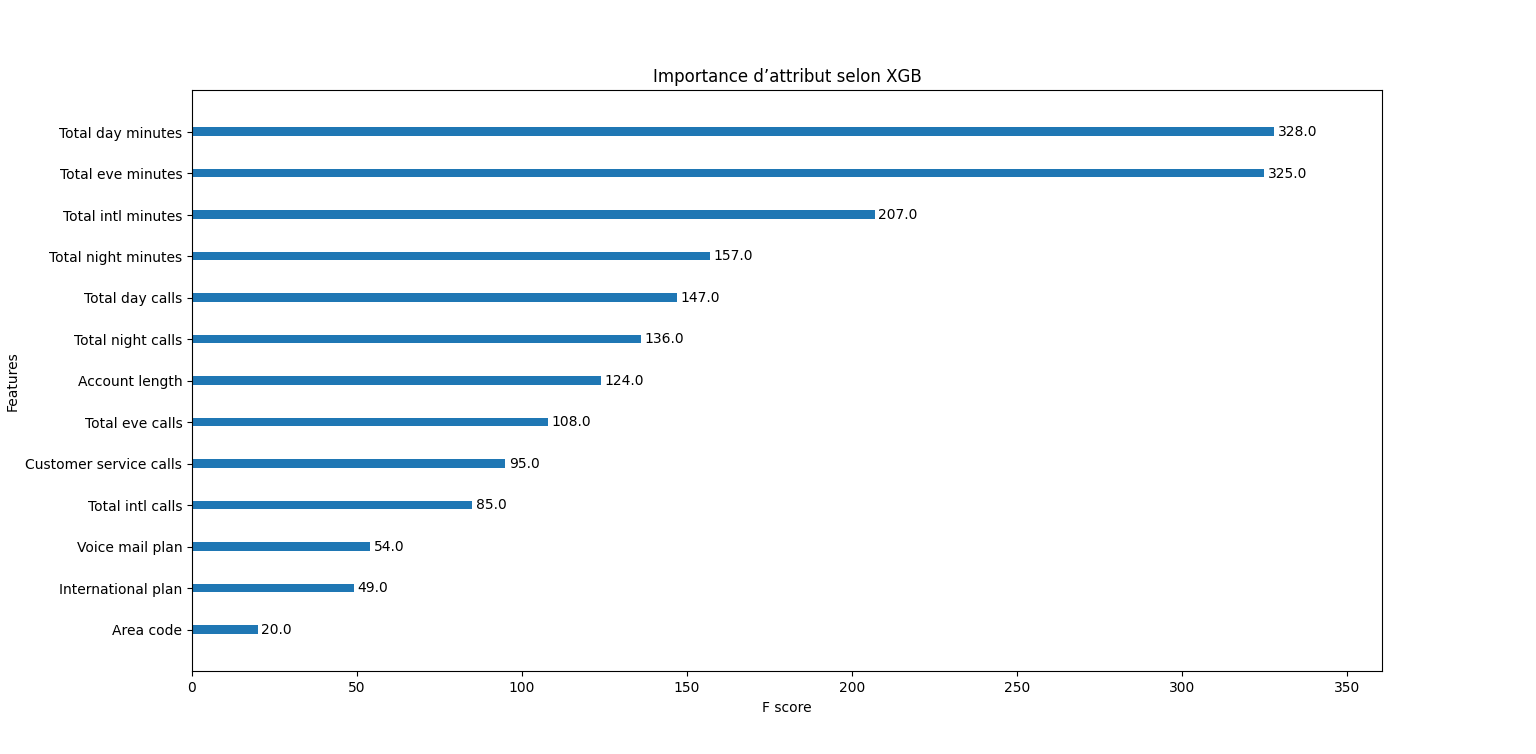 Importance d’attribut selon XGB
Features
Total day minutes 328.0
Total eve minutes 325.0
Total intl minutes 207.0
Total night minutes 157.0
Total day calls 147.0
Total night calls 136.0
Account length 124.0
Total eve calls 108.0
Customer service calls 95.0
Total intl calls 85.0
Voice mail plan 54.0
International plan 49.0
Area code 20.0
0 50 100 150 200 250 300 350
F score